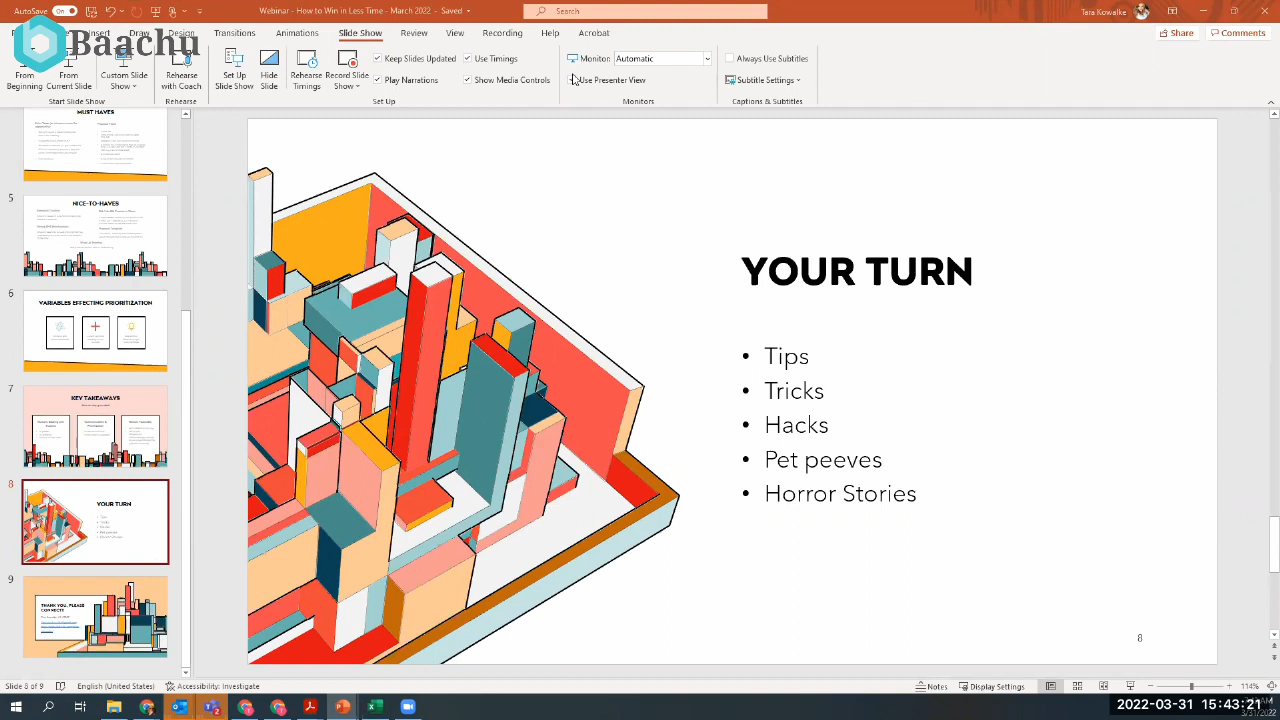 AutoSave On
Webinar - How to Win in Less Time - March 2022 - Saved
Search
Tara Kowalke
Baachu
Insert Draw Design Transitions Animations Slide Show Review View Recording Help Acrobat
Share Comments
From Beginning
From Current Slide
Custom Slide Show
Rehearse with Coach
Set Up Slide Show
Hide Slide
Rehearse Timings
Record Slide Show
Keep Slides Updated
Play Narrations
Use Timings
Show Media Controls
Monitor: Automatic
Use Presenter View
Always Use Subtitles
Subtitle Settings
Start Slide Show
Rehearse
Set Up
Monitors
Captions & Subtitles
MUST HAVES
5
NICE-TO-HAVES
6
VARIABLES EFFECTING PRIORITIZATION
7
KEY TAKEAWAYS
8
YOUR TURN
9
THANK YOU, PLEASE
CONNECT!
YOUR TURN
• Tips
• Tricks
• Hacks
• Pet peeves
• Horror Stories
8
Slide 8 of 9
English (United States)
Accessibility: Investigate
Notes
Display Settings
114%
2022-03-31 15:43:21
3/31/2022